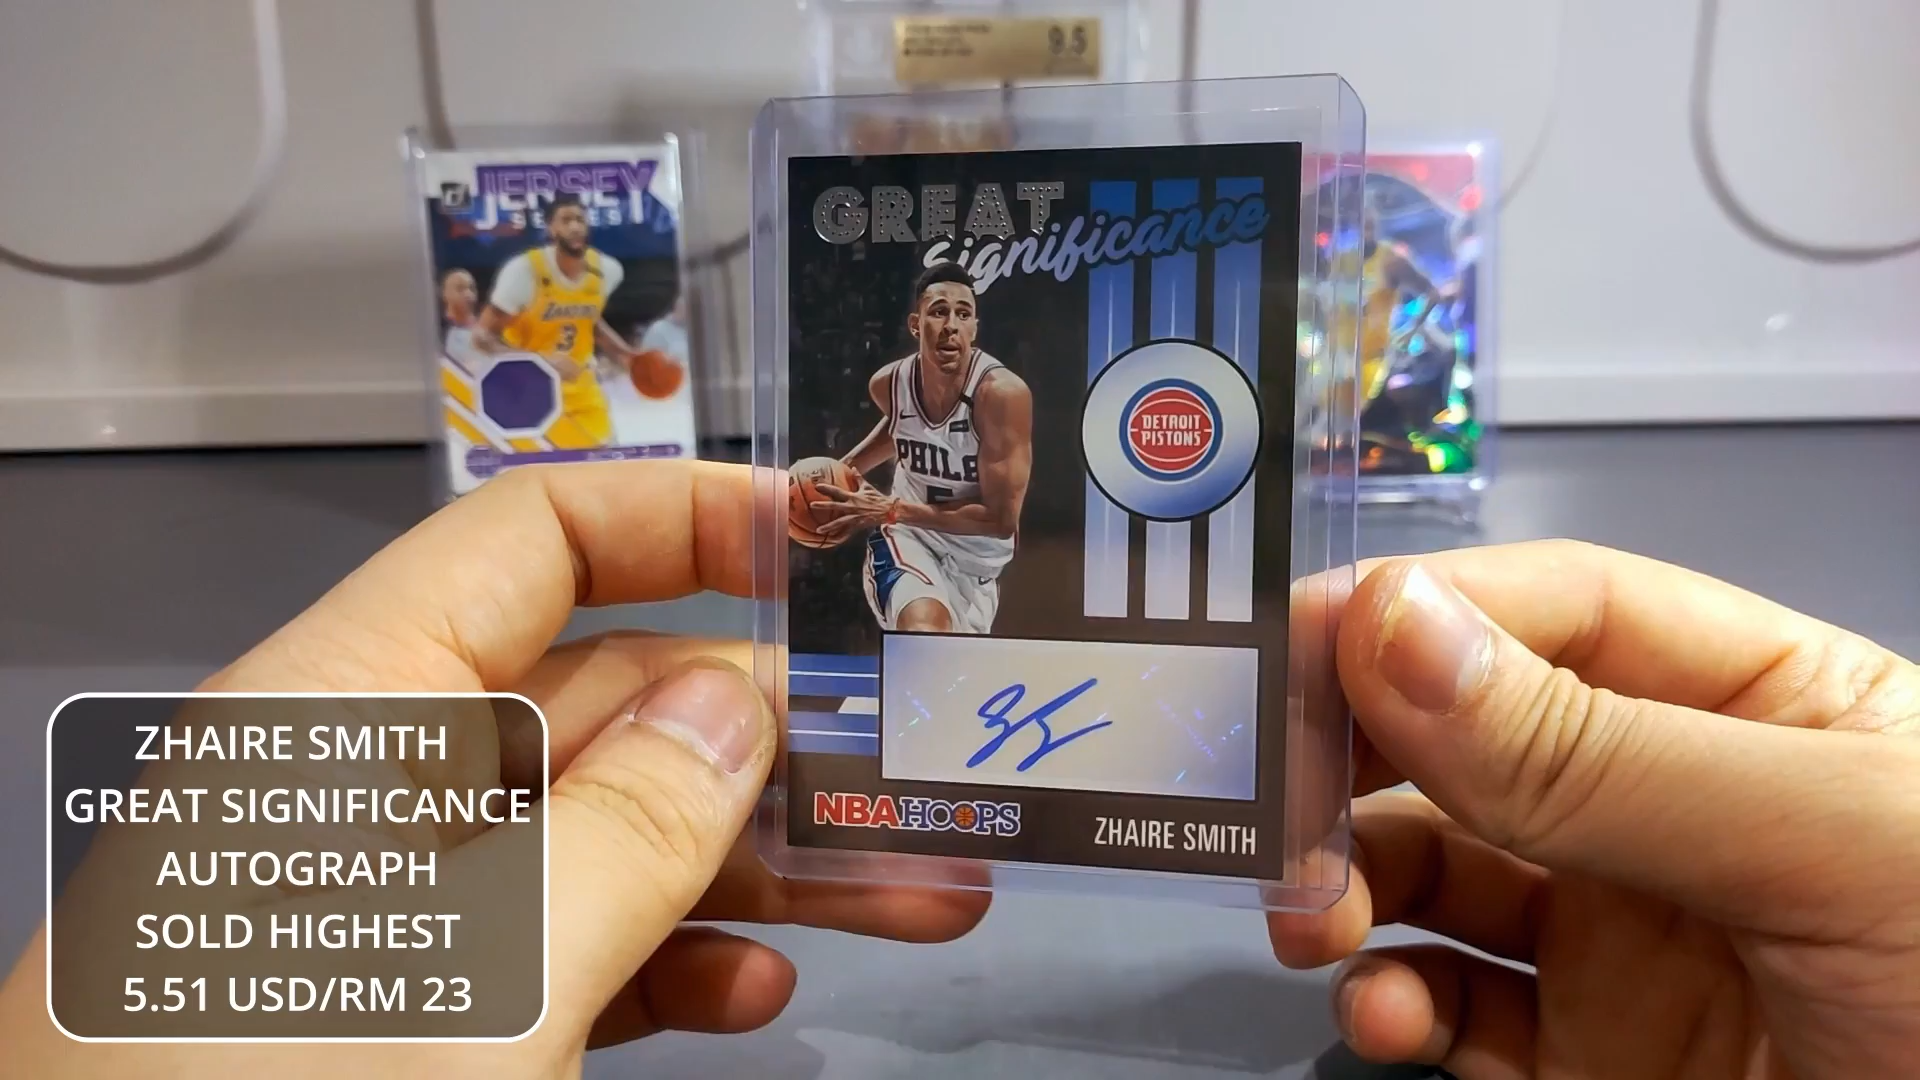 9.5
JERSEY
SERIES
LAKERS
3
GREAT
Significance
DETROIT
PISTONS
PHILA
5
NBA HOOPS
ZHAIRE SMITH
ZHAIRE SMITH
GREAT SIGNIFICANCE
AUTOGRAPH
SOLD HIGHEST
5.51 USD/RM 23